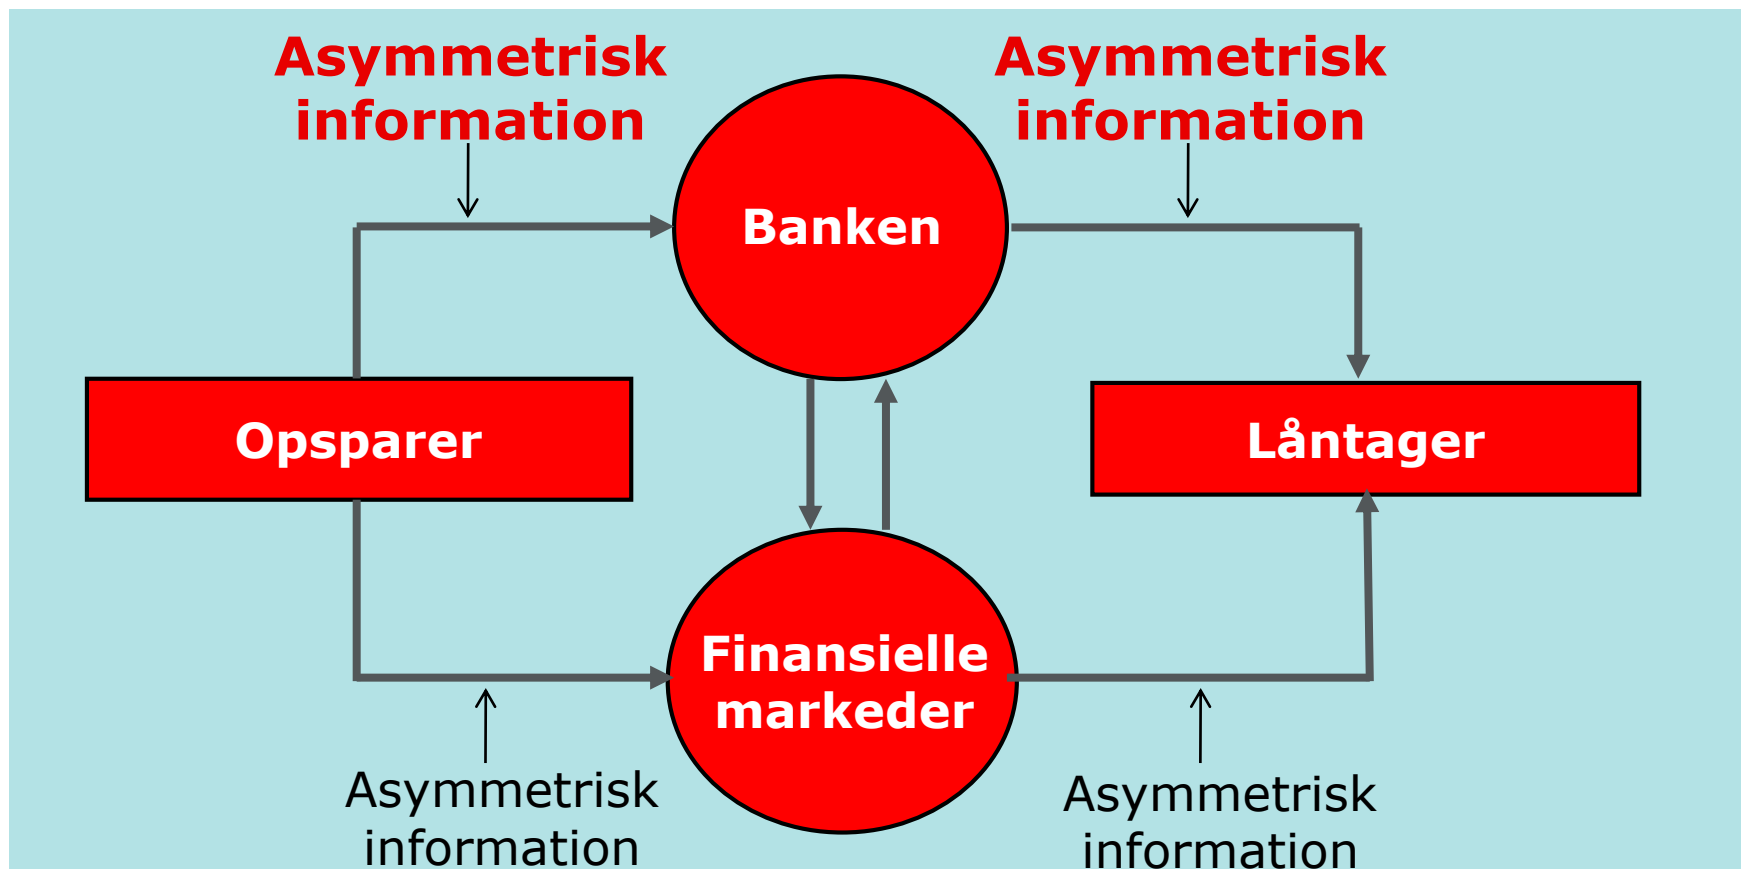 Asymmetrisk
information
Asymmetrisk
information
Banken
Opsparer
Låntager
Finansielle
markeder
Asymmetrisk
information
Asymmetrisk
information